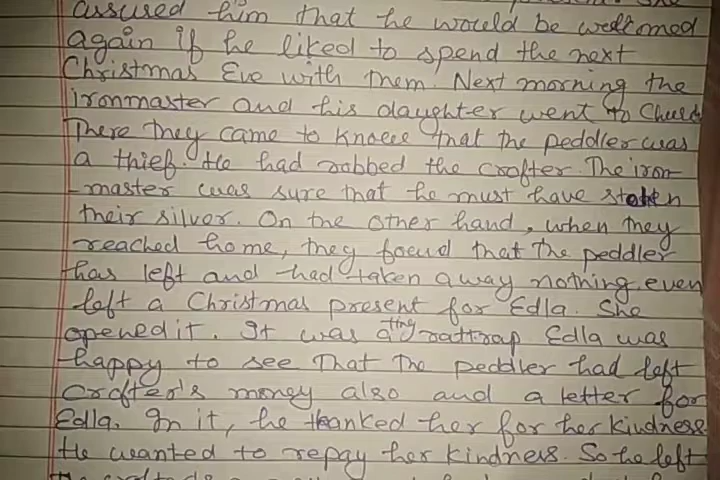 assured him that he would be wellomed
again if he liked to spend the next
Christmas Eve with them. Next morning the
ironmaster and his daughter went to
There they came to know that the peddler was
a thief. He had robbed the crofter. The iron
-master was sure that he must have stolen
their silver. On the other hand, when they
reached home, they foeud that the peddler
has left and had taken away nothing. even
left a Christmas present for Edla. She
opened it. It was a tiny rattrap Edla was
happy to see that the peddler had left
Crofter's money also and a letter for
Edla. In it, he thanked her for her kindness
He wanted to repay her kindness. So he left